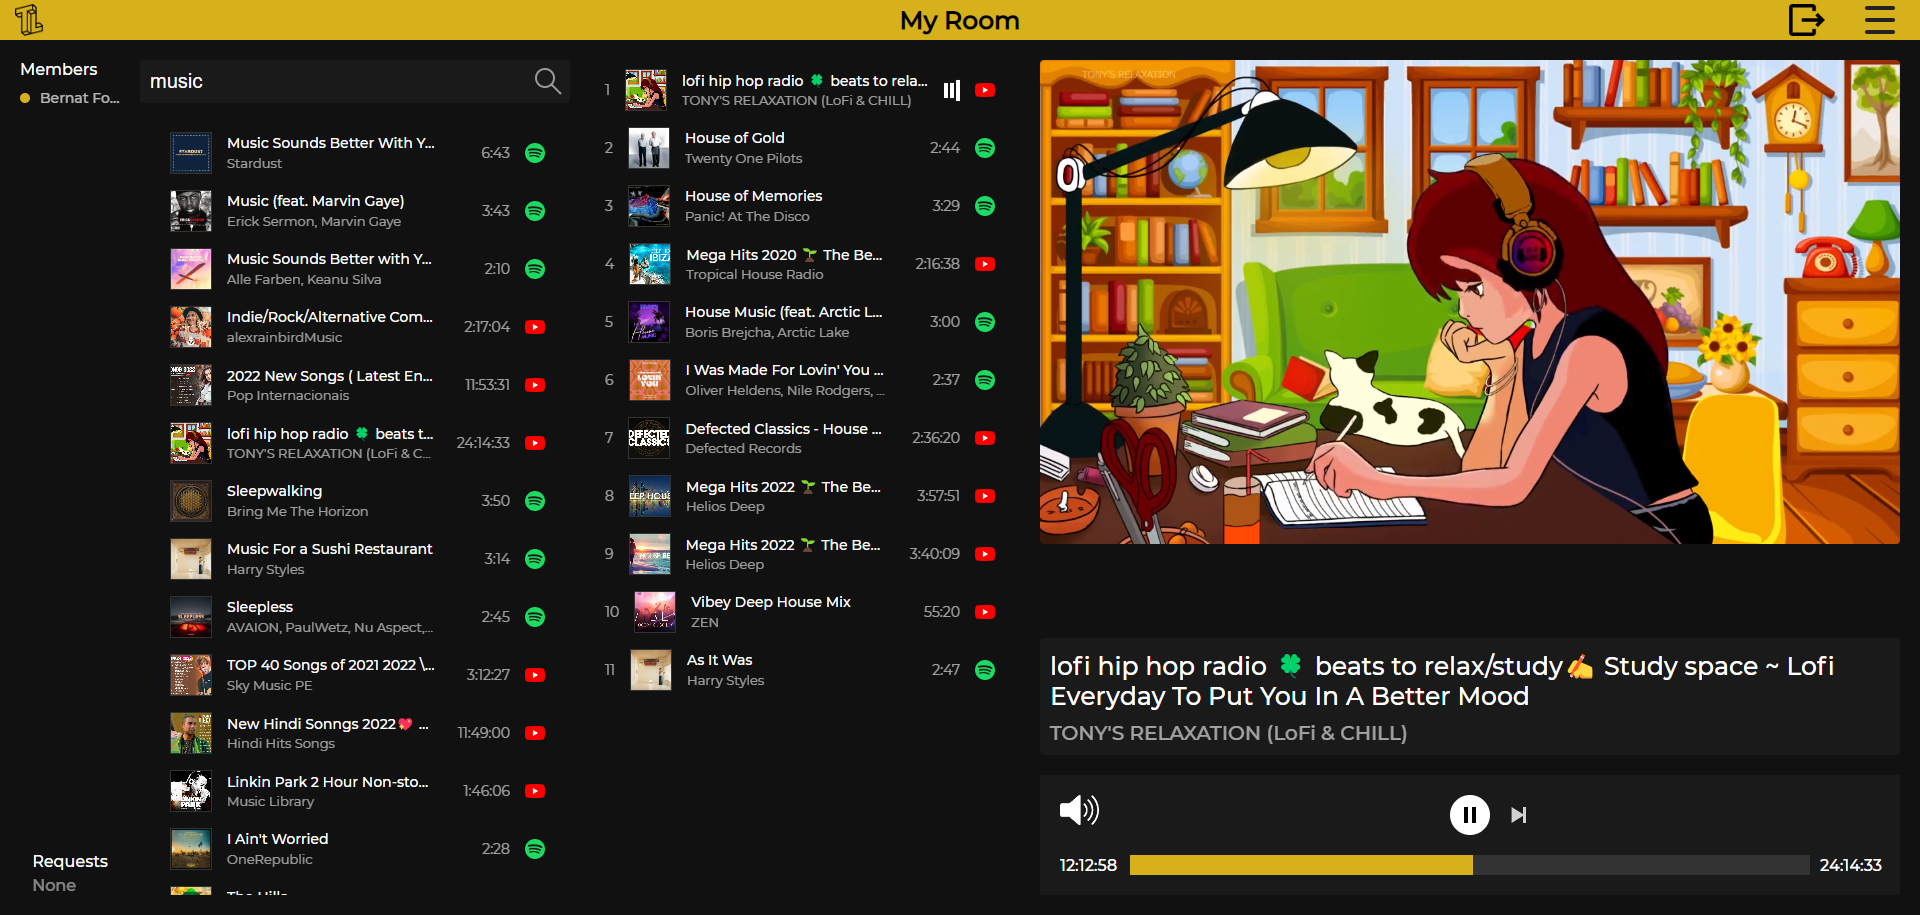 My Room
Members
Bernat Fo...
Requests
None
music
Music Sounds Better With Y...
Stardust
6:43
Music (feat. Marvin Gaye)
Erick Sermon, Marvin Gaye
3:43
Music Sounds Better with Y...
Alle Farben, Keanu Silva
2:10
Indie/Rock/Alternative Com...
alexrainbirdMusic
2:17:04
2022 New Songs ( Latest En...
Pop Internacionais
11:53:31
lofi hip hop radio 🍀 beats t...
TONY'S RELAXATION (LoFi & C...
24:14:33
Sleepwalking
Bring Me The Horizon
3:50
Music For a Sushi Restaurant
Harry Styles
3:14
Sleepless
AVAION, PaulWetz, Nu Aspect,...
2:45
TOP 40 Songs of 2021 2022 \...
Sky Music PE
3:12:27
New Hindi Sonngs 2022💖 ...
Hindi Hits Songs
11:49:00
Linkin Park 2 Hour Non-sto...
Music Library
1:46:06
I Ain't Worried
OneRepublic
2:28
1
lofi hip hop radio 🍀 beats to rela...
TONY'S RELAXATION (LoFi & CHILL)
2
House of Gold
Twenty One Pilots
2:44
3
House of Memories
Panic! At The Disco
3:29
4
Mega Hits 2020 🌱 The Be...
Tropical House Radio
2:16:38
5
House Music (feat. Arctic L...
Boris Brejcha, Arctic Lake
3:00
6
I Was Made For Lovin' You ...
Oliver Heldens, Nile Rodgers, ...
2:37
7
Defected Classics - House ...
Defected Records
2:36:20
8
Mega Hits 2022 🌱 The Be...
Helios Deep
3:57:51
9
Mega Hits 2022 🌱 The Be...
Helios Deep
3:40:09
10
Vibey Deep House Mix
ZEN
55:20
11
As It Was
Harry Styles
2:47
TONY'S RELAXATION
lofi hip hop radio 🍀 beats to relax/study✍️ Study space ~ Lofi
Everyday To Put You In A Better Mood
TONY'S RELAXATION (LoFi & CHILL)
12:12:58
24:14:33